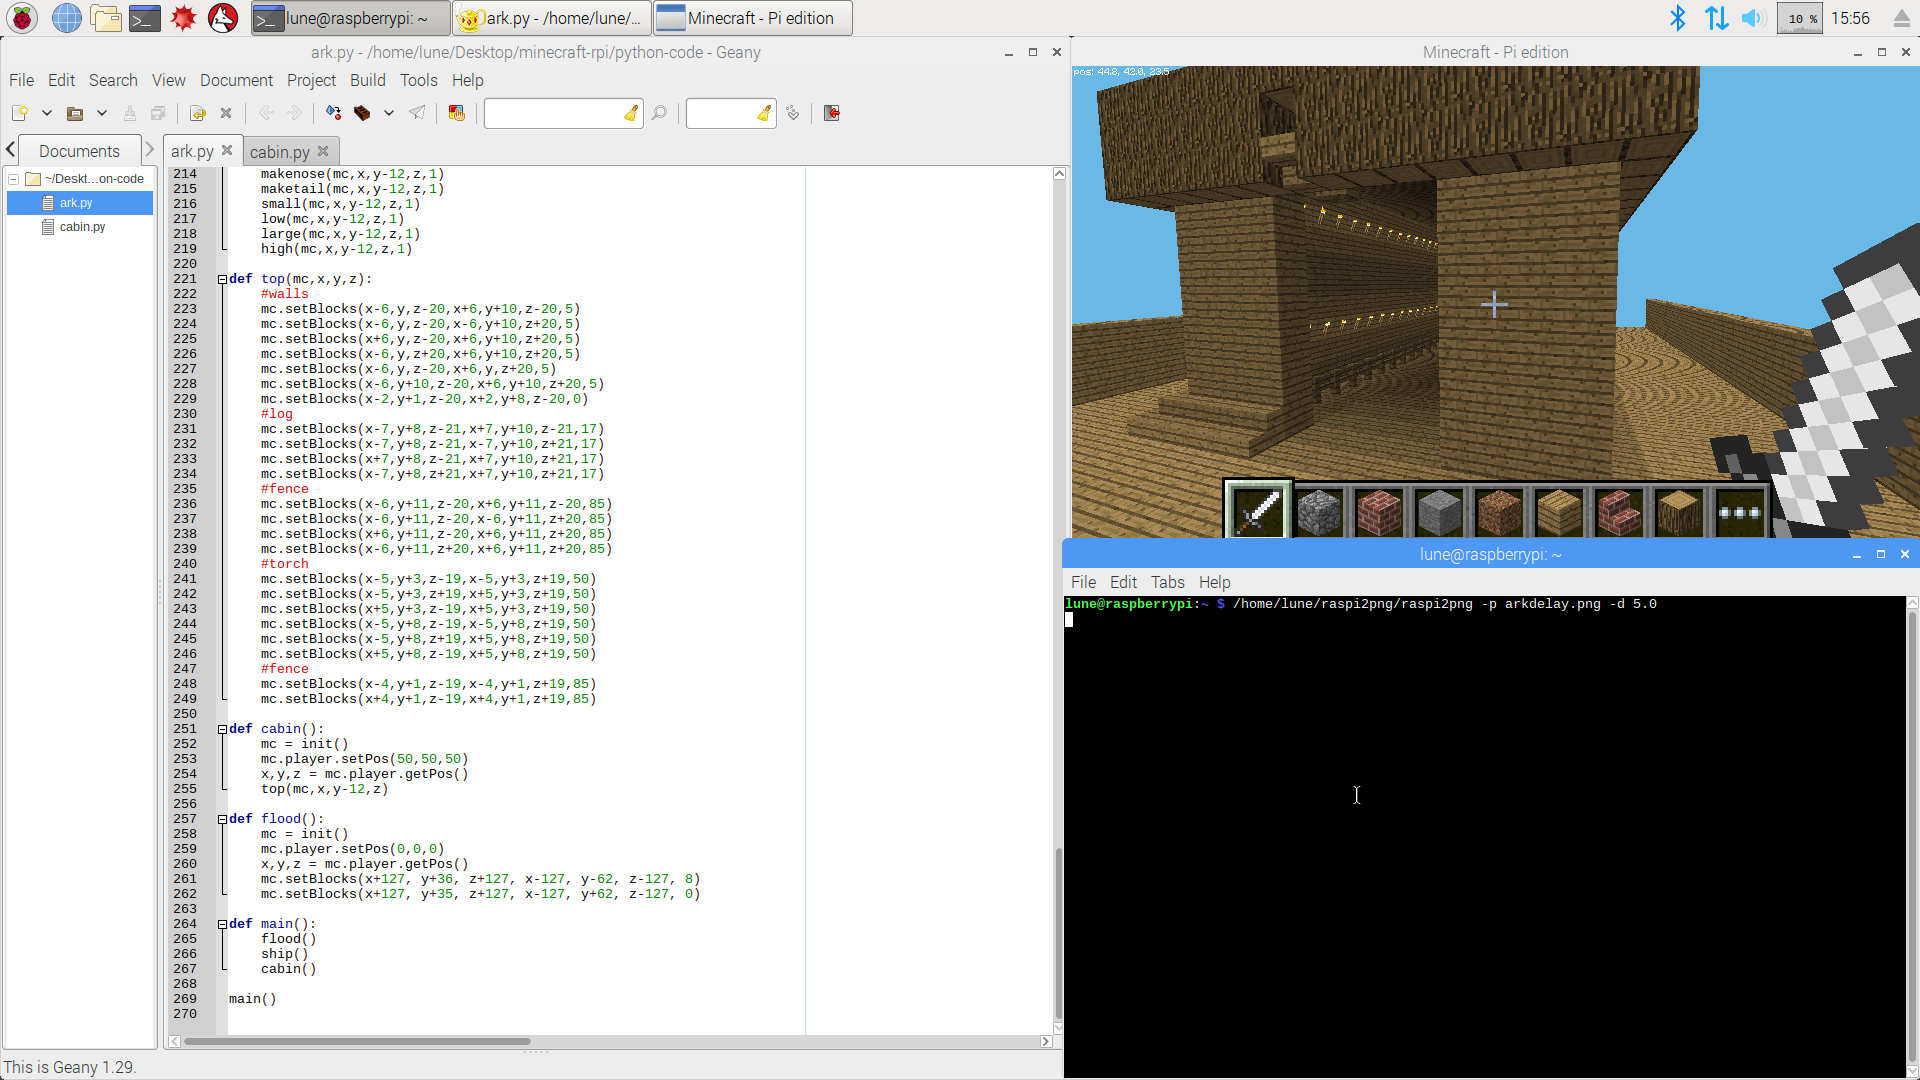 lune@raspberrypi: ~
ark.py - /home/lune/...
Minecraft - Pi edition
10 %
15:56
ark.py - /home/lune/Desktop/minecraft-rpi/python-code - Geany
File Edit Search View Document Project Build Tools Help
Documents
~/Deskt...on-code
ark.py
cabin.py
ark.py
cabin.py
214 makenose(mc,x,y-12,z,1)
215 maketail(mc,x,y-12,z,1)
216 small(mc,x,y-12,z,1)
217 low(mc,x,y-12,z,1)
218 large(mc,x,y-12,z,1)
219 high(mc,x,y-12,z,1)
220
221 def top(mc,x,y,z):
222 #walls
223 mc.setBlocks(x-6,y,z-20,x+6,y+10,z-20,5)
224 mc.setBlocks(x-6,y,z-20,x-6,y+10,z+20,5)
225 mc.setBlocks(x+6,y,z-20,x+6,y+10,z+20,5)
226 mc.setBlocks(x-6,y,z+20,x+6,y+10,z+20,5)
227 mc.setBlocks(x-6,y,z-20,x+6,y,z+20,5)
228 mc.setBlocks(x-6,y+10,z-20,x+6,y+10,z+20,5)
229 mc.setBlocks(x-2,y+1,z-20,x+2,y+8,z-20,0)
230 #log
231 mc.setBlocks(x-7,y+8,z-21,x+7,y+10,z-21,17)
232 mc.setBlocks(x-7,y+8,z-21,x-7,y+10,z+21,17)
233 mc.setBlocks(x+7,y+8,z-21,x+7,y+10,z+21,17)
234 mc.setBlocks(x-7,y+8,z+21,x+7,y+10,z+21,17)
235 #fence
236 mc.setBlocks(x-6,y+11,z-20,x+6,y+11,z-20,85)
237 mc.setBlocks(x-6,y+11,z-20,x-6,y+11,z+20,85)
238 mc.setBlocks(x+6,y+11,z-20,x+6,y+11,z+20,85)
239 mc.setBlocks(x-6,y+11,z+20,x+6,y+11,z+20,85)
240 #torch
241 mc.setBlocks(x-5,y+3,z-19,x-5,y+3,z+19,50)
242 mc.setBlocks(x-5,y+3,z+19,x+5,y+3,z+19,50)
243 mc.setBlocks(x+5,y+3,z-19,x+5,y+3,z+19,50)
244 mc.setBlocks(x-5,y+8,z-19,x-5,y+8,z+19,50)
245 mc.setBlocks(x-5,y+8,z+19,x+5,y+8,z+19,50)
246 mc.setBlocks(x+5,y+8,z-19,x+5,y+8,z+19,50)
247 #fence
248 mc.setBlocks(x-4,y+1,z-19,x-4,y+1,z+19,85)
249 mc.setBlocks(x+4,y+1,z-19,x+4,y+1,z+19,85)
250
251 def cabin():
252 mc = init()
253 mc.player.setPos(50,50,50)
254 x,y,z = mc.player.getPos()
255 top(mc,x,y-12,z)
256
257 def flood():
258 mc = init()
259 mc.player.setPos(0,0,0)
260 x,y,z = mc.player.getPos()
261 mc.setBlocks(x+127, y+36, z+127, x-127, y-62, z-127, 8)
262 mc.setBlocks(x+127, y+35, z+127, x-127, y+62, z-127, 0)
263
264 def main():
265 flood()
266 ship()
267 cabin()
268
269 main()
270
This is Geany 1.29.
Minecraft - Pi edition
pos: 44.8, 42.0, 23.5
lune@raspberrypi: ~
File Edit Tabs Help
lune@raspberrypi:~ $ /home/lune/raspi2png/raspi2png -p arkdelay.png -d 5.0